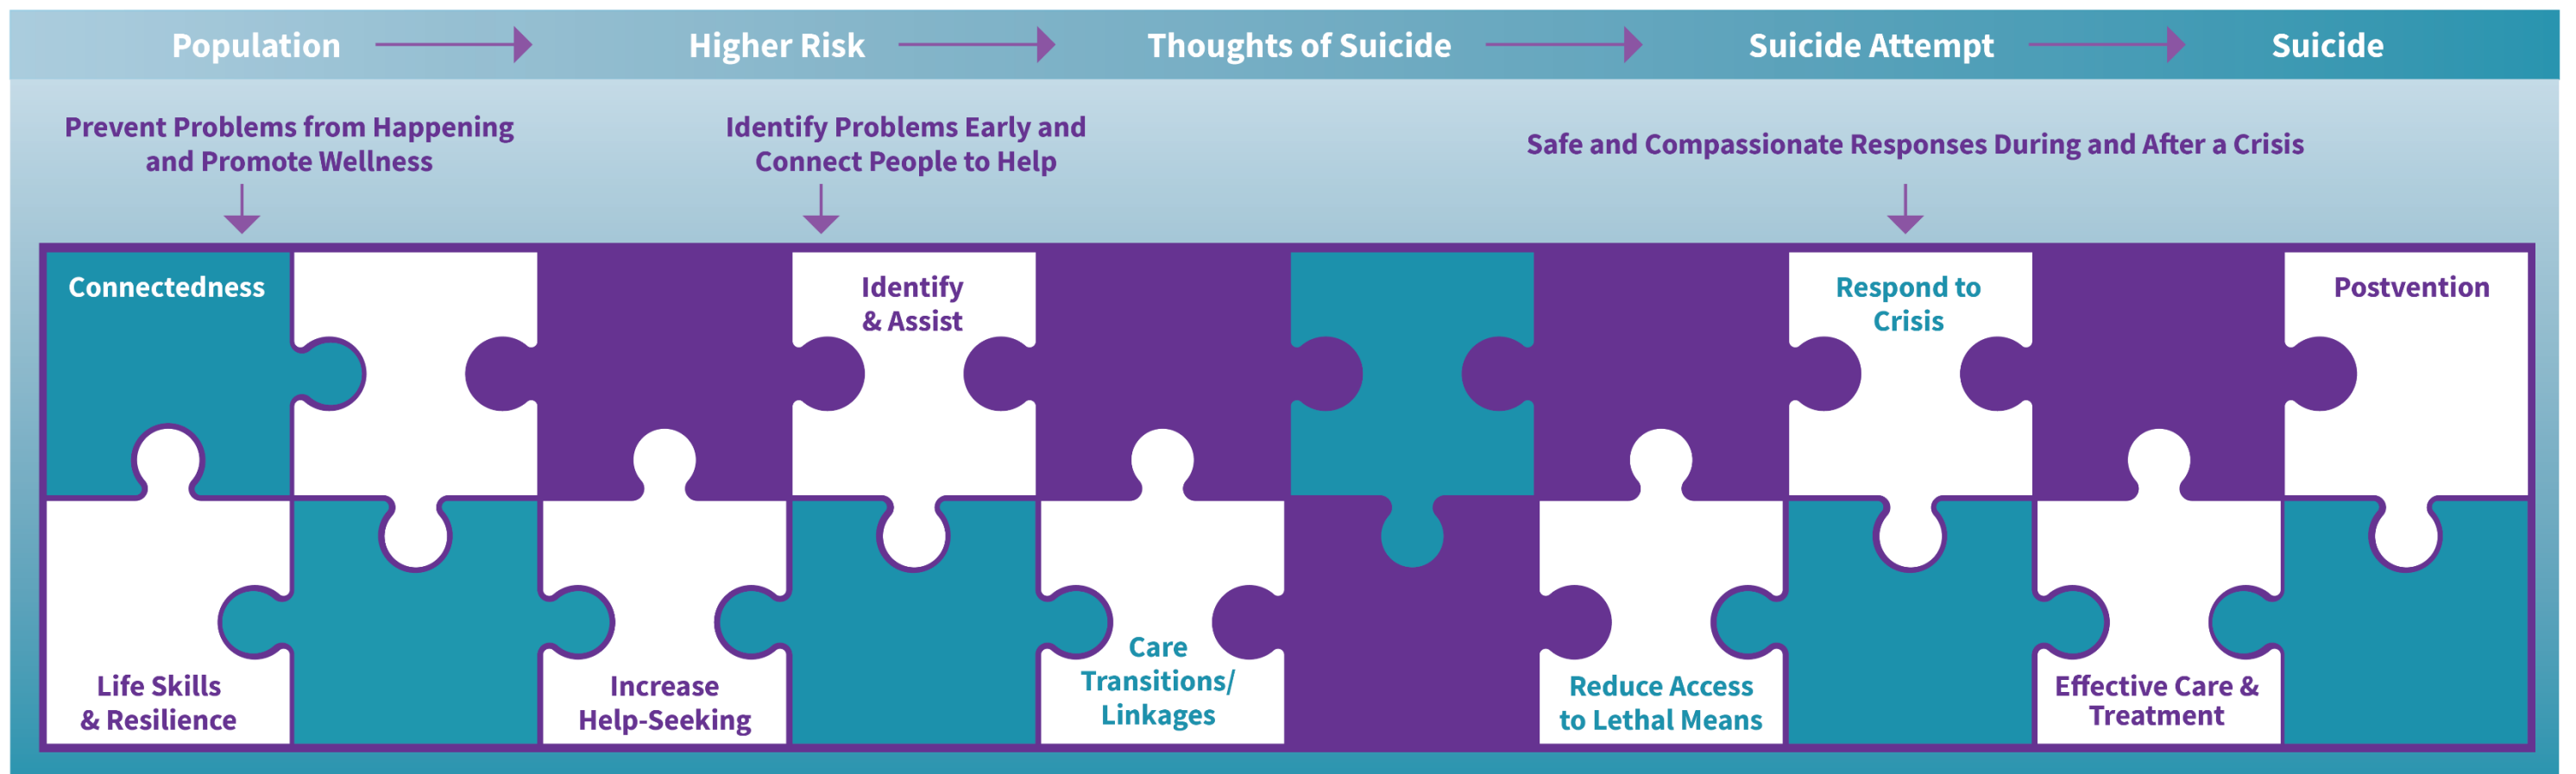 Population
Higher Risk
Thoughts of Suicide
Suicide Attempt
Suicide
Prevent Problems from Happening
and Promote Wellness
Identify Problems Early and
Connect People to Help
Safe and Compassionate Responses During and After a Crisis
Connectedness
Identify
& Assist
Respond to
Crisis
Postvention
Life Skills
& Resilience
Increase
Help-Seeking
Care
Transitions/
Linkages
Reduce Access
to Lethal Means
Effective Care &
Treatment